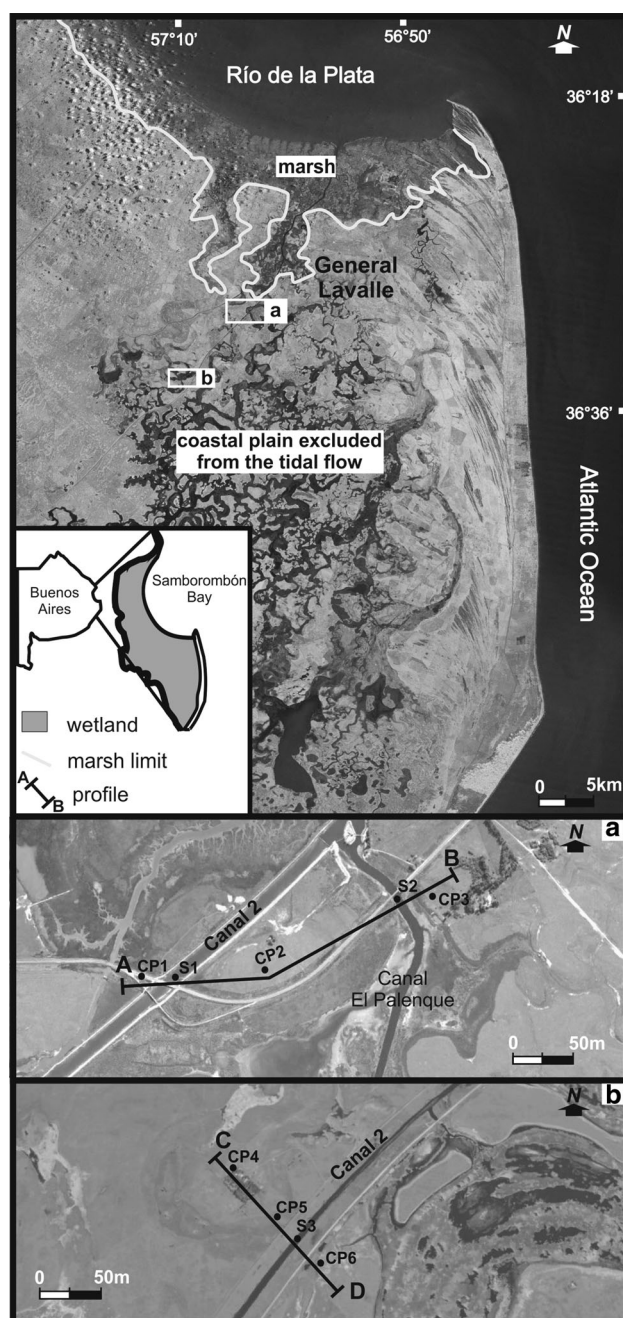 57°10'
56°50'
N
Río de la Plata
36°18'
marsh
General
Lavalle
a
b
36°36'
coastal plain excluded
from the tidal flow
Atlantic Ocean
Buenos
Aires
Samborombón
Bay
wetland
marsh limit
A
B
profile
0 5km
a
N
B
S2
CP3
Canal 2
CP2
A
CP1
S1
Canal
El Palenque
0 50m
b
N
C
CP4
Canal 2
CP5
S3
CP6
D
0 50m